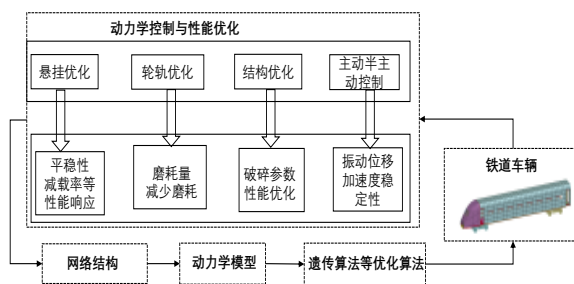 动力学控制与性能优化
悬挂优化
轮轨优化
结构优化
主动半主
动控制
平稳性
减载率等
性能响应
磨耗量
减少磨耗
破碎参数
性能优化
振动位移
加速度稳
定性
铁道车辆
网络结构
动力学模型
遗传算法等优化算法